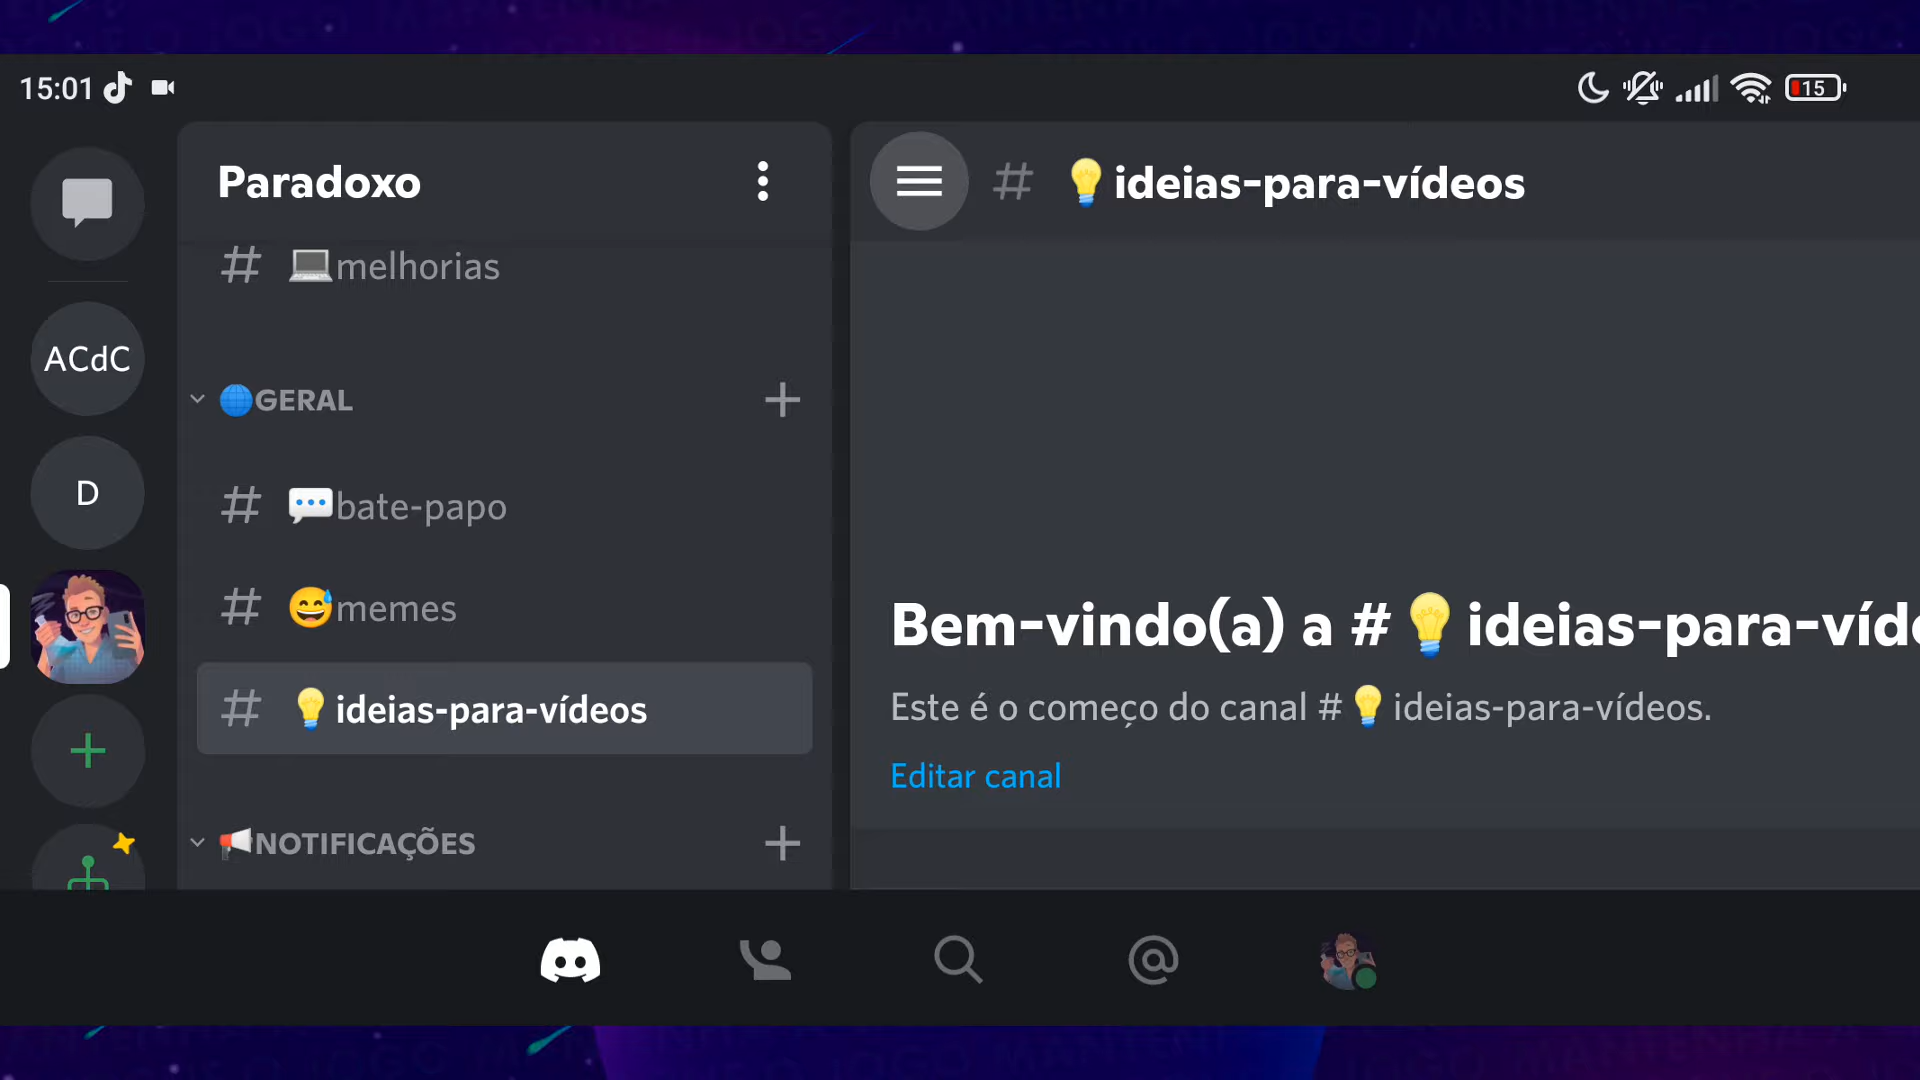 15:01
15
Paradoxo
# 💻melhorias
ACdC
🌐GERAL
D
# 💬bate-papo
# 😅memes
# 💡ideias-para-vídeos
📢NOTIFICAÇÕES
# 💡ideias-para-vídeos
Bem-vindo(a) a #💡ideias-para-víde
Este é o começo do canal #💡ideias-para-vídeos.
Editar canal